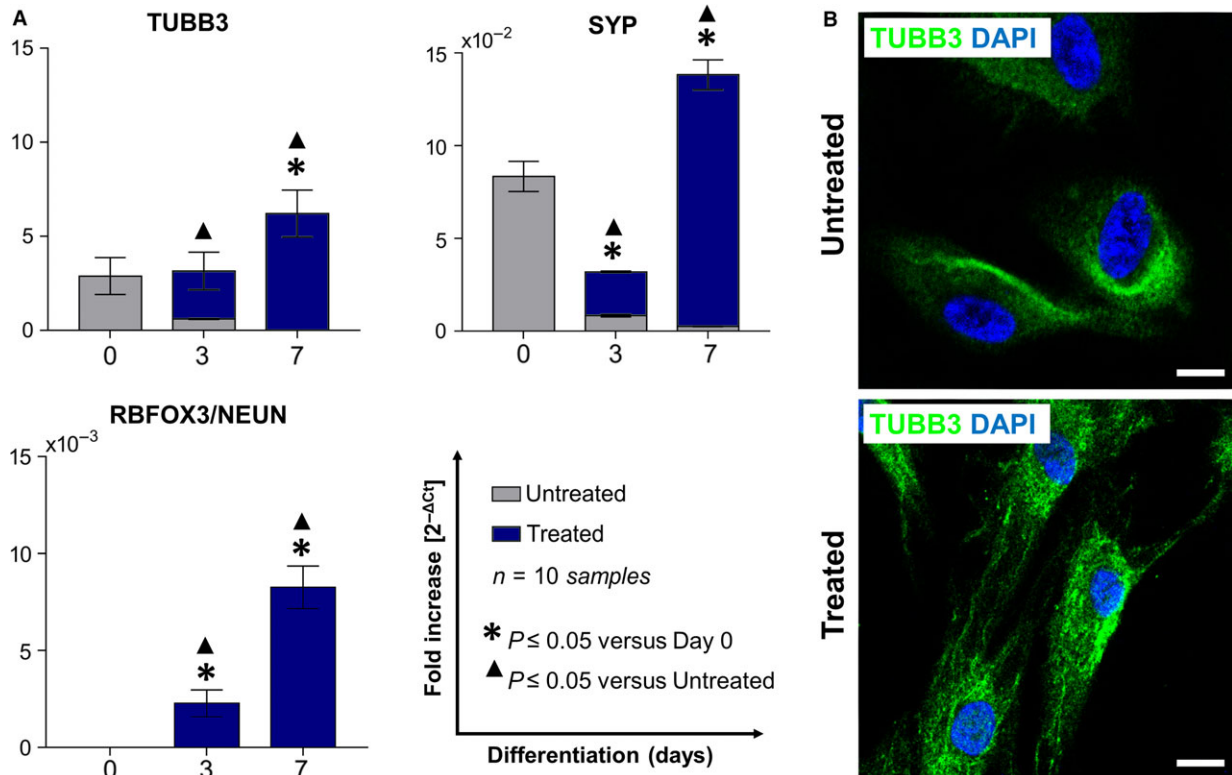 A
TUBB3
15
10
5
0
0 3 7
SYP
×10⁻²
15
10
5
0
0 3 7
RBFOX3/NEUN
×10⁻³
15
10
5
0
0 3 7
Fold increase [2⁻ΔCt]
Untreated
Treated
n = 10 samples
* P ≤ 0.05 versus Day 0
▲ P ≤ 0.05 versus Untreated
Differentiation (days)
B
Untreated
TUBB3 DAPI
Treated
TUBB3 DAPI